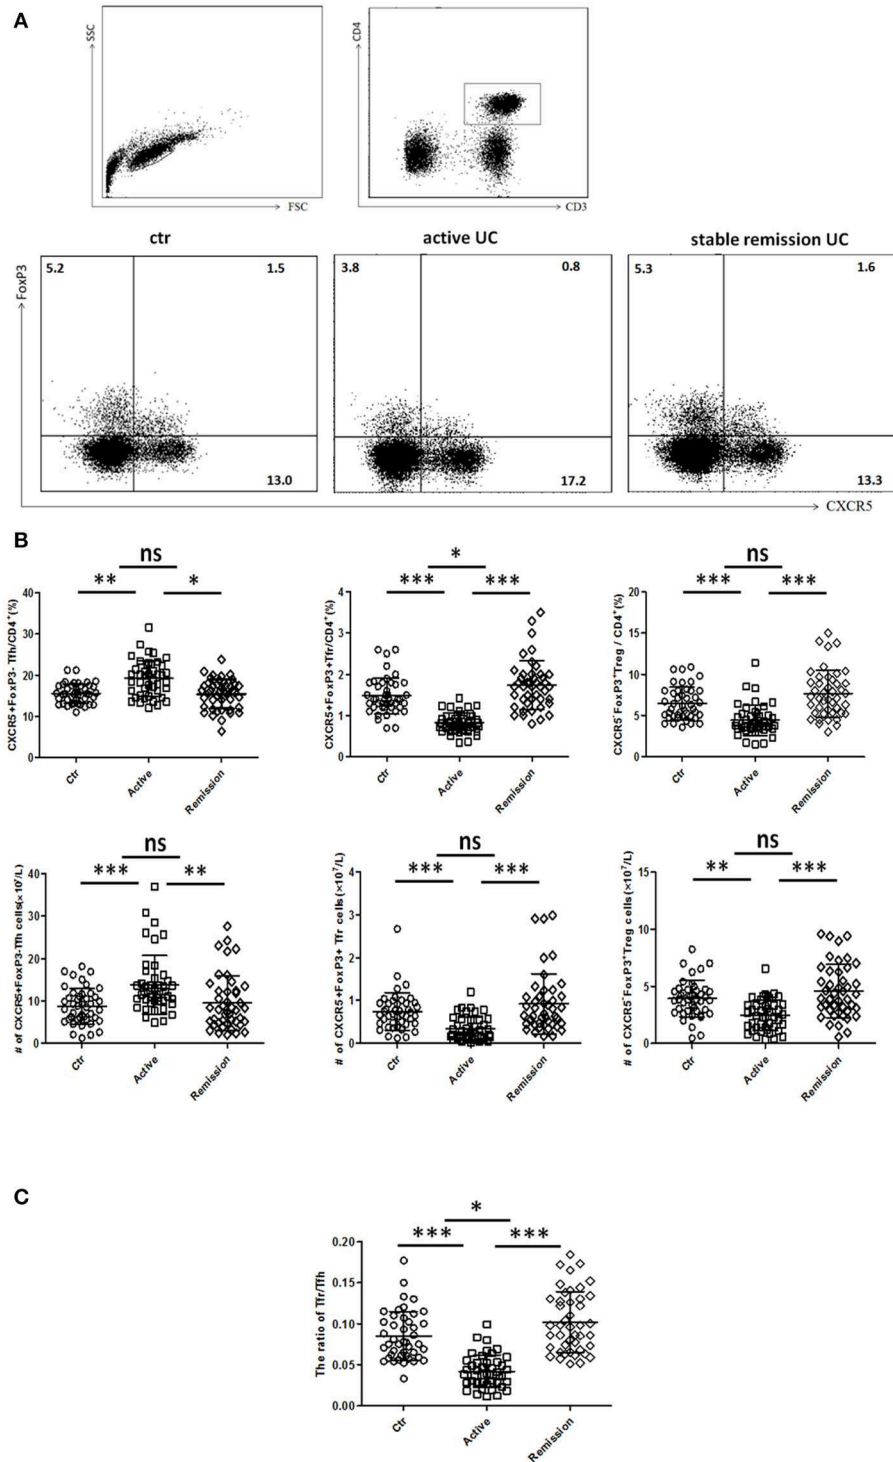 A
SSC
FSC
CD4
CD3
ctr
active UC
stable remission UC
FoxP3
5.2
1.5
13.0
3.8
0.8
17.2
5.3
1.6
13.3
CXCR5
B
ns
**
*
CXCR5+FoxP3- Tfh/CD4+(%)
40
30
20
10
0
Ctr
Active
Remission
*
***
***
CXCR5+FoxP3+Tfr/CD4+(%)
4
3
2
1
0
Ctr
Active
Remission
ns
***
***
CXCR5-FoxP3+Treg / CD4+(%)
20
15
10
5
0
Ctr
Active
Remission
ns
***
**
# of CXCR5+FoxP3-Tfh cells(×10⁷/L)
40
30
20
10
0
Ctr
Active
Remission
ns
***
***
# of CXCR5+FoxP3+ Tfr cells(×10⁷/L)
4
3
2
1
0
Ctr
Active
Remission
ns
**
***
# of CXCR5-FoxP3+Treg cells(×10⁷/L)
15
10
5
0
Ctr
Active
Remission
C
*
***
***
The ratio of Tfr/Tfh
0.20
0.15
0.10
0.05
0.00
Ctr
Active
Remission